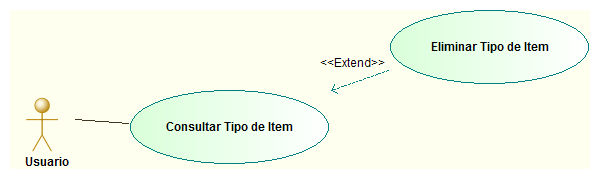 Eliminar Tipo de Item
<<Extend>>
Consultar Tipo de Item
Usuario